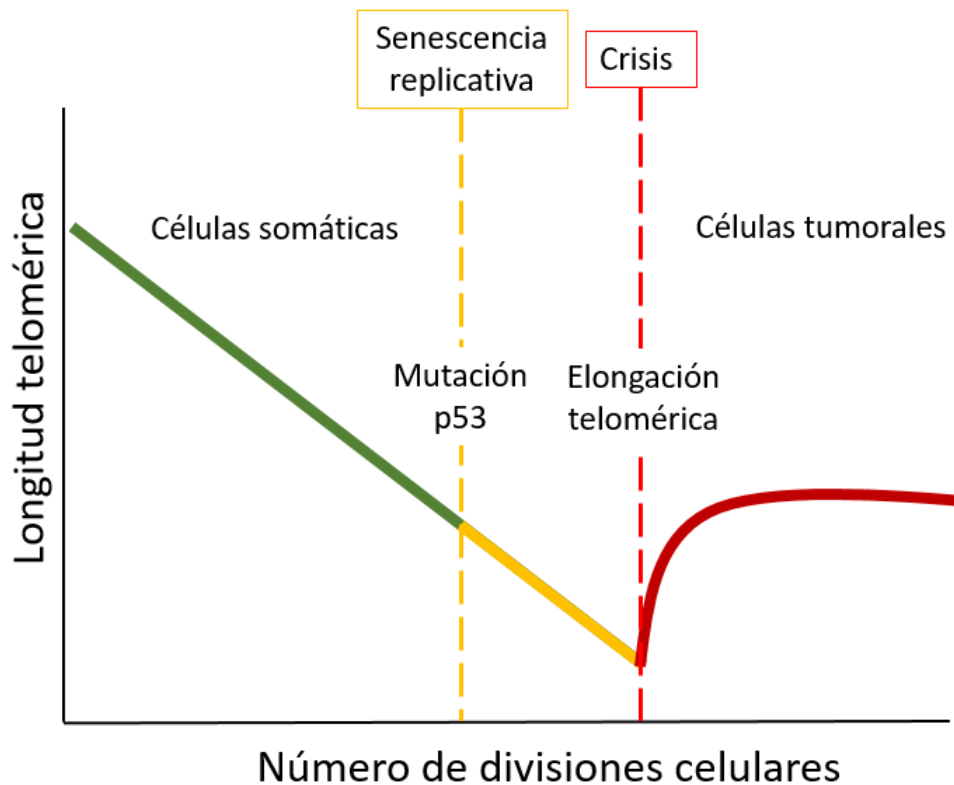 Senescencia
replicativa
Crisis
Células somáticas
Células tumorales
Longitud telomérica
Mutación
p53
Elongación
telomérica
Número de divisiones celulares